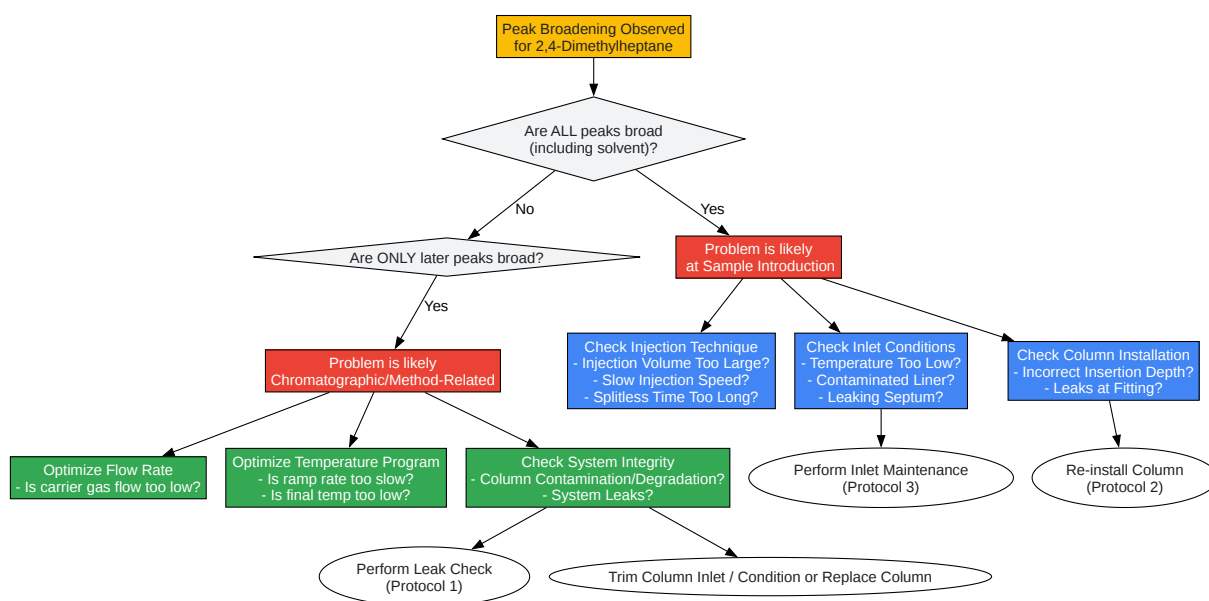 Peak Broadening Observed
for 2,4-Dimethylheptane
Are ALL peaks broad
(including solvent)?
No
Yes
Are ONLY later peaks broad?
Problem is likely
at Sample Introduction
Yes
Problem is likely
Chromatographic/Method-Related
Check Injection Technique
- Injection Volume Too Large?
- Slow Injection Speed?
- Splitless Time Too Long?
Check Inlet Conditions
- Temperature Too Low?
- Contaminated Liner?
- Leaking Septum?
Check Column Installation
- Incorrect Insertion Depth?
- Leaks at Fitting?
Optimize Flow Rate
- Is carrier gas flow too low?
Optimize Temperature Program
- Is ramp rate too slow?
- Is final temp too low?
Check System Integrity
- Column Contamination/Degradation?
- System Leaks?
Perform Inlet Maintenance
(Protocol 3)
Re-install Column
(Protocol 2)
Perform Leak Check
(Protocol 1)
Trim Column Inlet / Condition or Replace Column